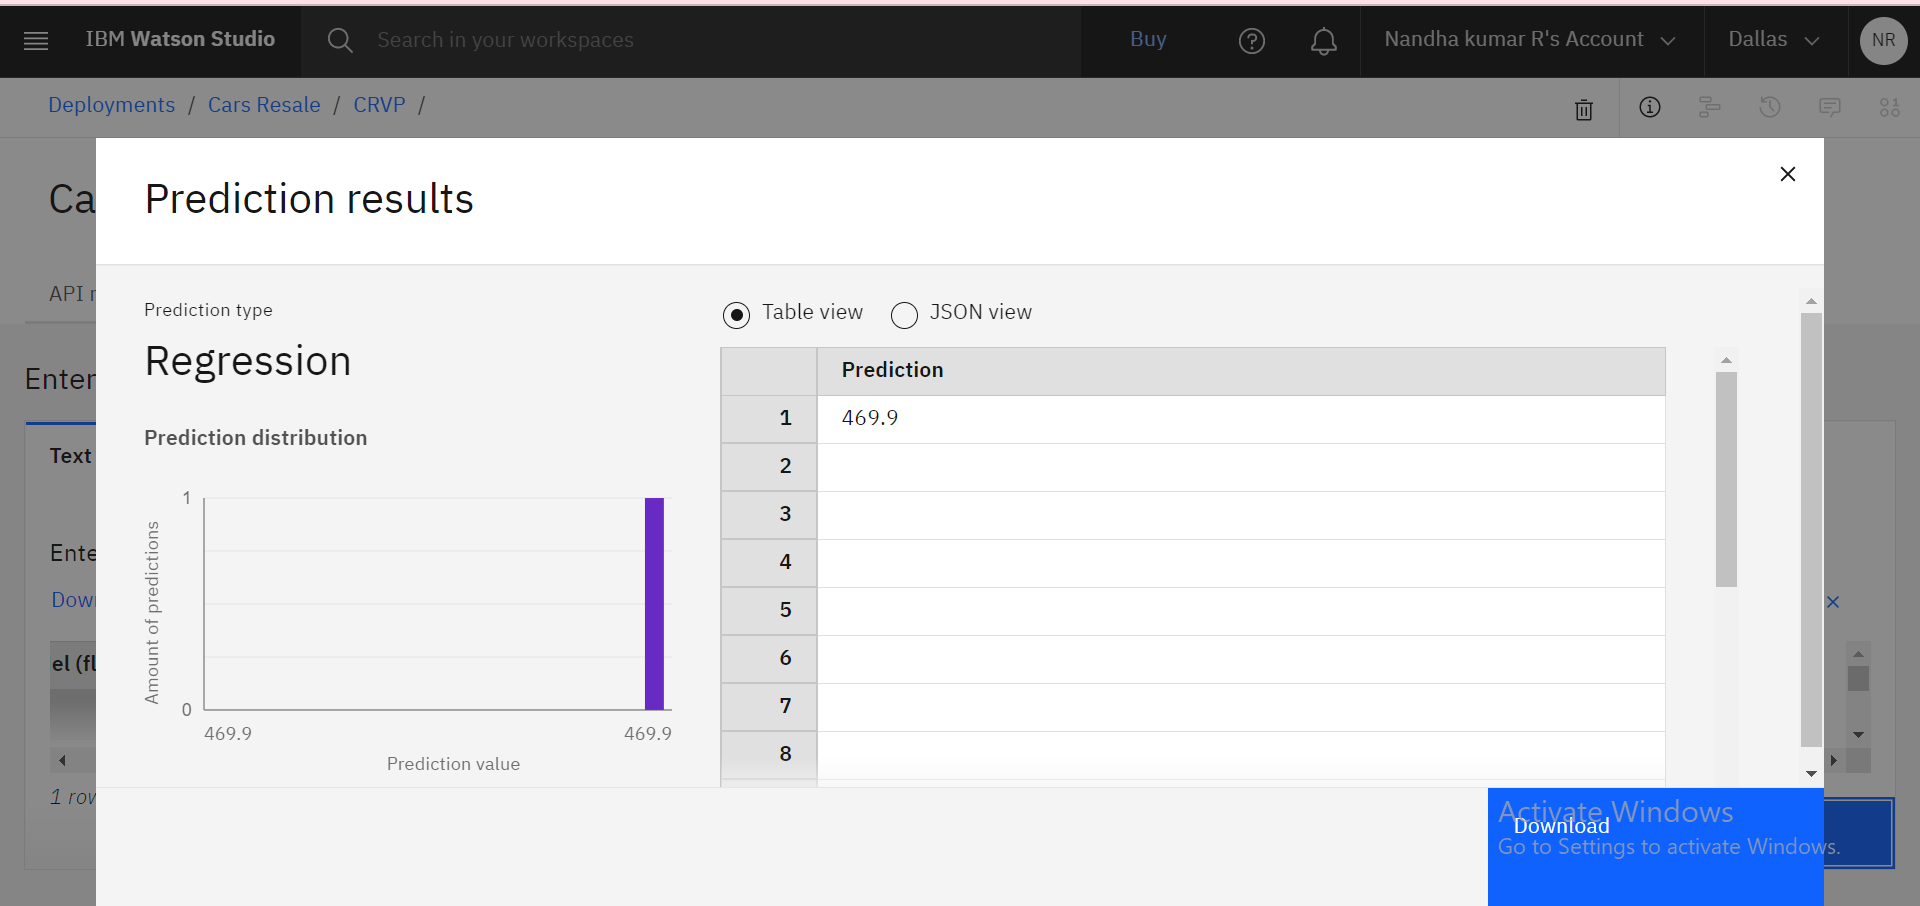 IBM Watson Studio
Search in your workspaces
Buy
Nandha kumar R's Account
Dallas
NR
Deployments / Cars Resale / CRVP /
Ca
API r
Enter
Text
Ente
Dow
el (fl
1 row
Prediction results
Prediction type
Regression
Prediction distribution
1
0
Amount of predictions
469.9
469.9
Prediction value
Table view
JSON view
Prediction
1 469.9
2
3
4
5
6
7
8
Download
Activate Windows
Go to Settings to activate Windows.